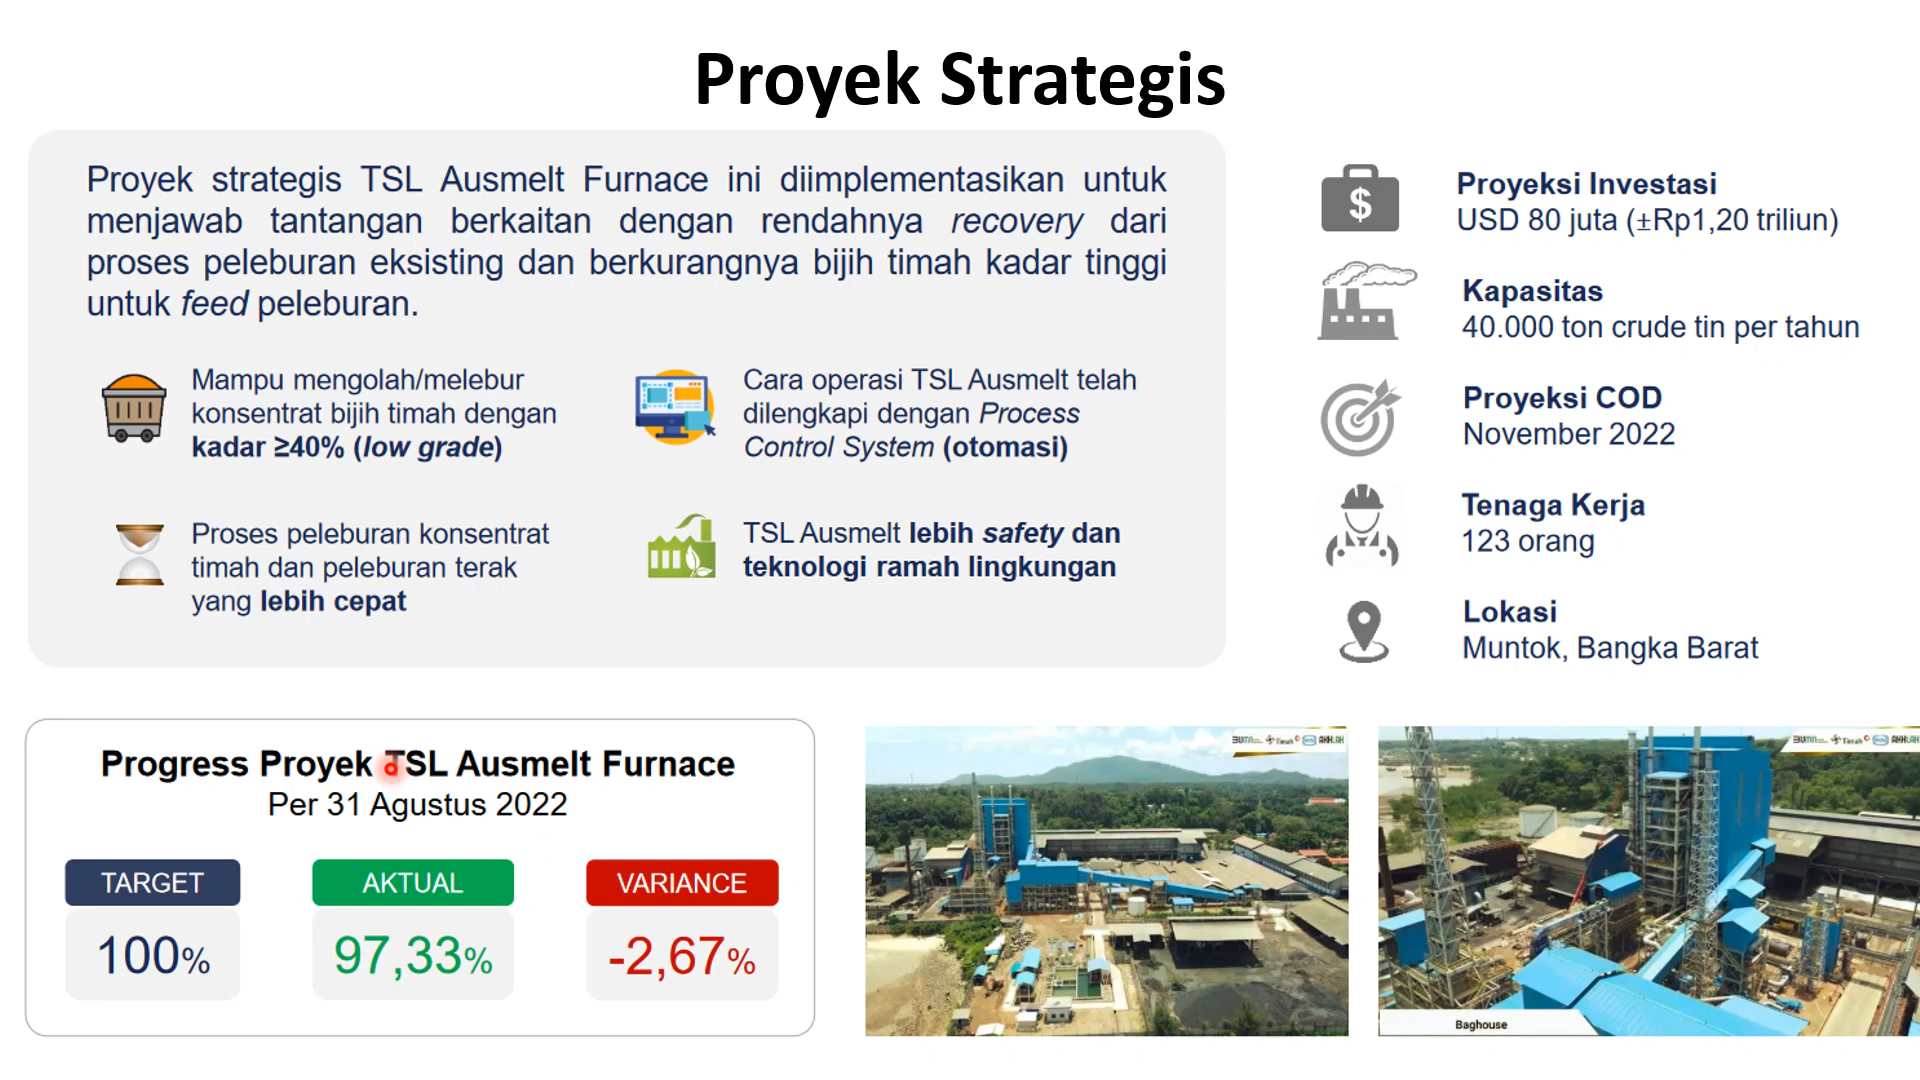 Proyek Strategis
Proyek strategis TSL Ausmelt Furnace ini diimplementasikan untuk
menjawab tantangan berkaitan dengan rendahnya recovery dari
proses peleburan eksisting dan berkurangnya bijih timah kadar tinggi
untuk feed peleburan.
Mampu mengolah/melebur
konsentrat bijih timah dengan
kadar ≥40% (low grade)
Cara operasi TSL Ausmelt telah
dilengkapi dengan Process
Control System (otomasi)
Proses peleburan konsentrat
timah dan peleburan terak
yang lebih cepat
TSL Ausmelt lebih safety dan
teknologi ramah lingkungan
$
Proyeksi Investasi
USD 80 juta (±Rp1,20 triliun)
Kapasitas
40.000 ton crude tin per tahun
Proyeksi COD
November 2022
Tenaga Kerja
123 orang
Lokasi
Muntok, Bangka Barat
Progress Proyek TSL Ausmelt Furnace
Per 31 Agustus 2022
TARGET
AKTUAL
VARIANCE
100%
97,33%
-2,67%
BUMN Timah AKHLAK
BUMN Timah AKHLAK
Baghouse